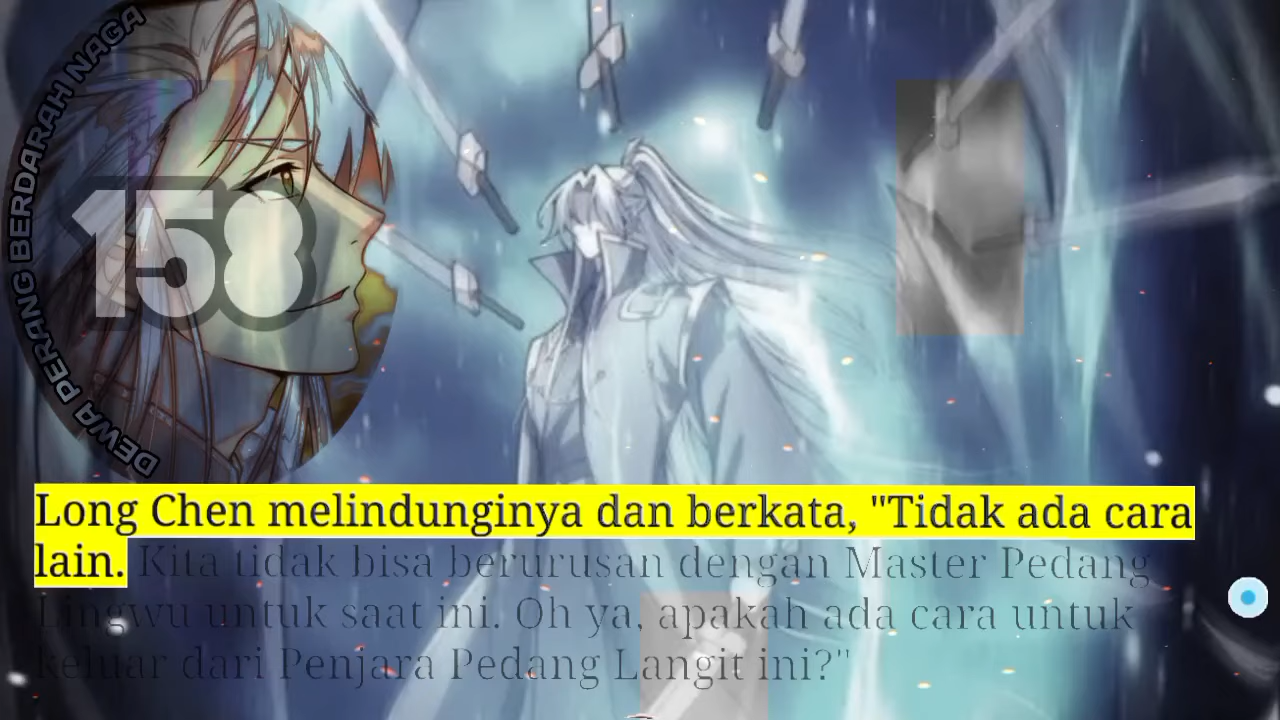 DEWA PERANG BERDARAH NAGA
158
Long Chen melindunginya dan berkata, "Tidak ada cara
lain. Kita tidak bisa berurusan dengan Master Pedang
Lingwu untuk saat ini. Oh ya, apakah ada cara untuk
keluar dari Penjara Pedang Langit ini?"